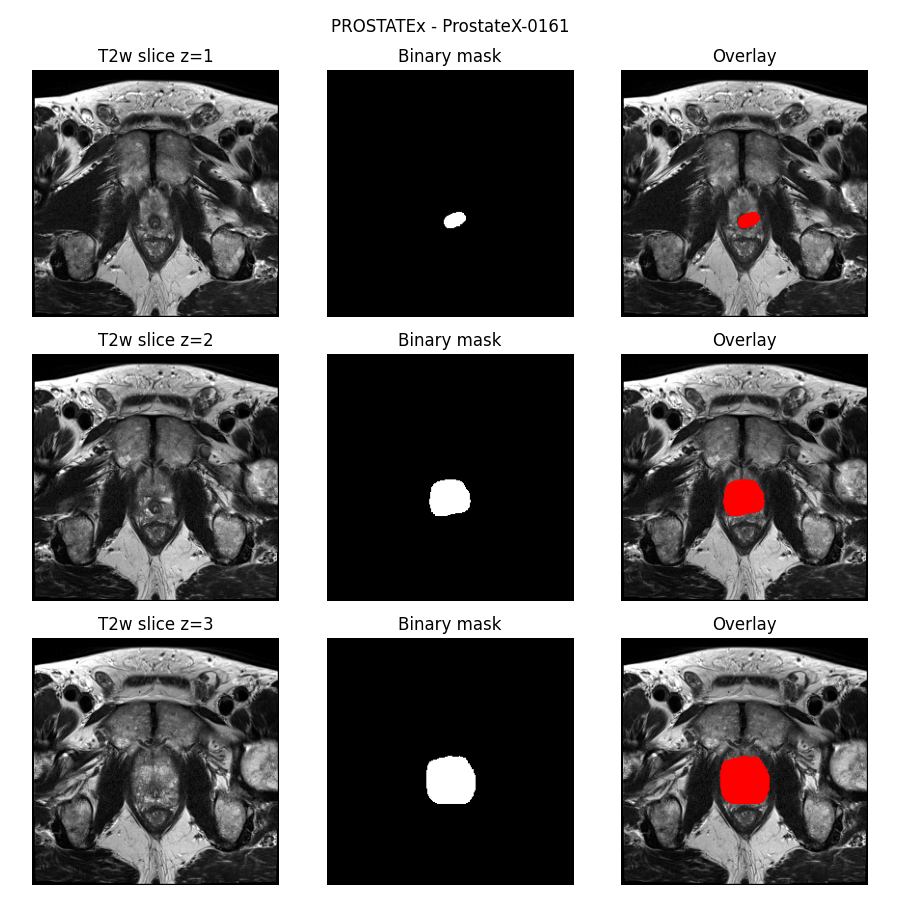 PROSTATEx - ProstateX-0161
T2w slice z=1 Binary mask Overlay
T2w slice z=2 Binary mask Overlay
T2w slice z=3 Binary mask Overlay